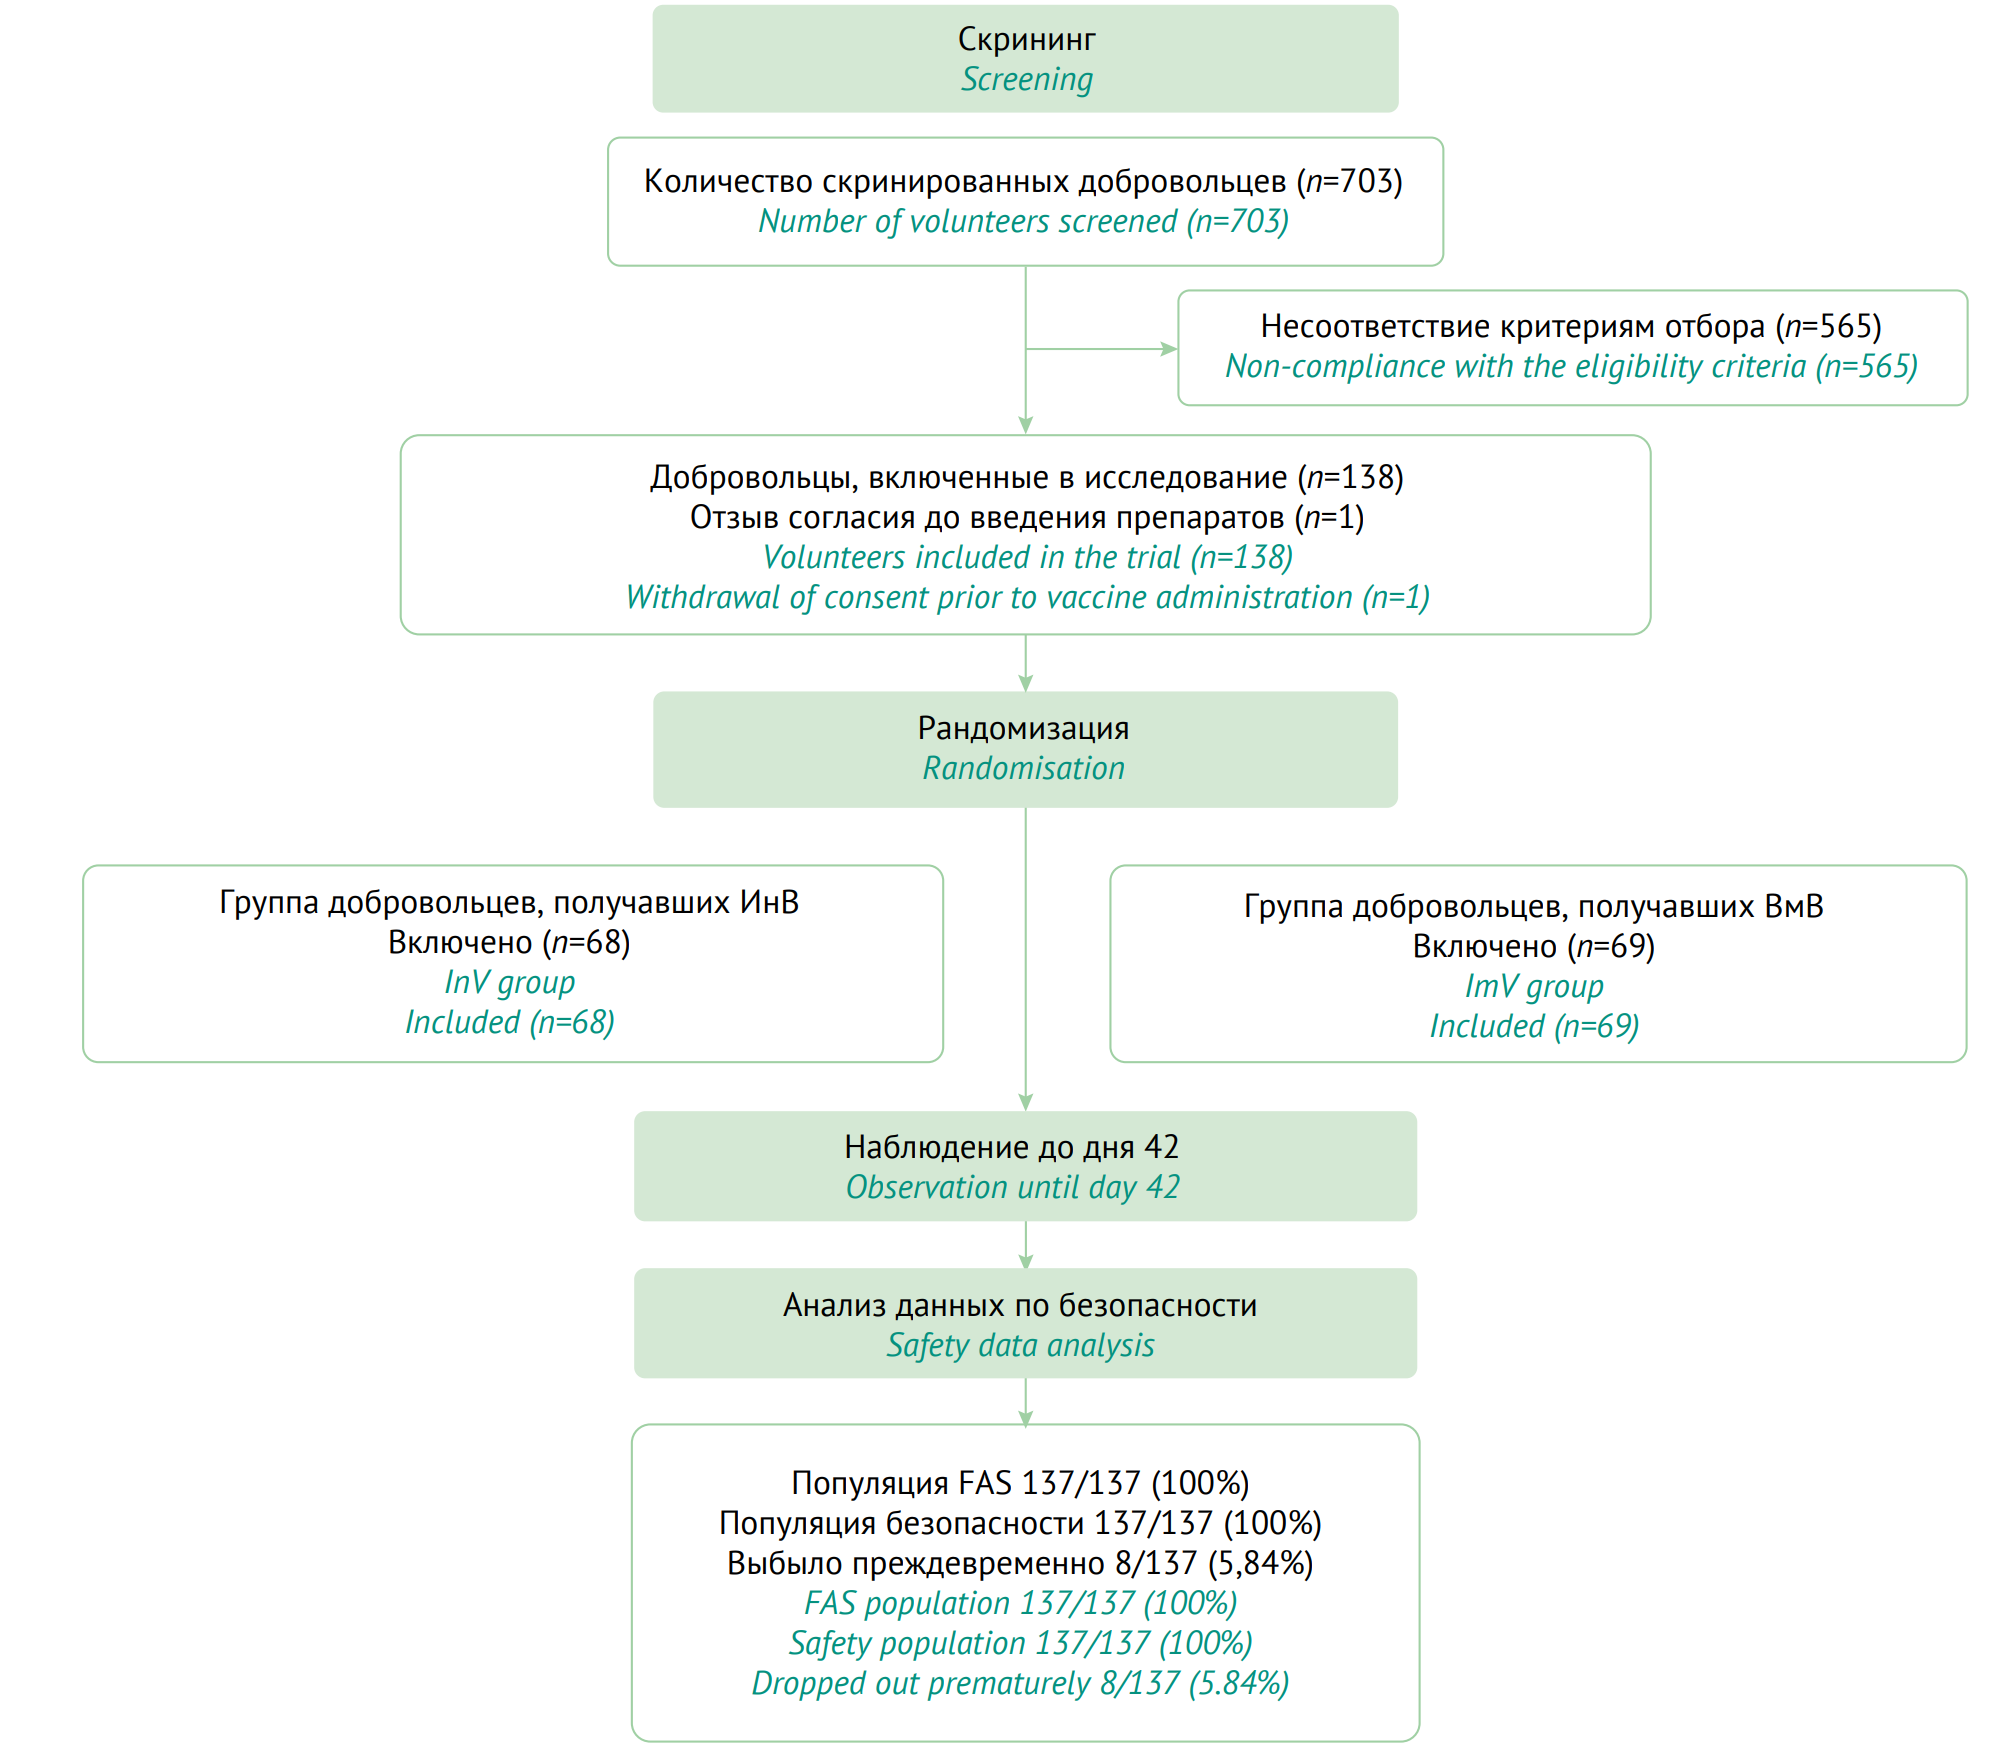 Скрининг
Screening
Количество скринированных добровольцев (n=703)
Number of volunteers screened (n=703)
Несоответствие критериям отбора (n=565)
Non-compliance with the eligibility criteria (n=565)
Добровольцы, включенные в исследование (n=138)
Отзыв согласия до введения препаратов (n=1)
Volunteers included in the trial (n=138)
Withdrawal of consent prior to vaccine administration (n=1)
Рандомизация
Randomisation
Группа добровольцев, получавших ИнВ
Включено (n=68)
InV group
Included (n=68)
Группа добровольцев, получавших ВмВ
Включено (n=69)
ImV group
Included (n=69)
Наблюдение до дня 42
Observation until day 42
Анализ данных по безопасности
Safety data analysis
Популяция FAS 137/137 (100%)
Популяция безопасности 137/137 (100%)
Выбыло преждевременно 8/137 (5,84%)
FAS population 137/137 (100%)
Safety population 137/137 (100%)
Dropped out prematurely 8/137 (5.84%)